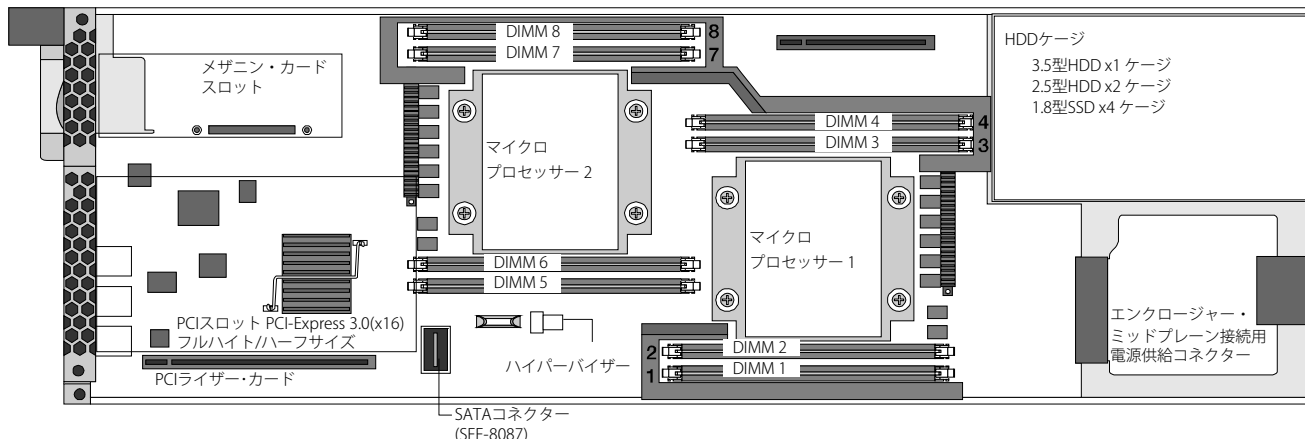 DIMM 8
8
DIMM 7
7
HDDケージ
3.5型HDD x1 ケージ
2.5型HDD x2 ケージ
1.8型SSD x4 ケージ
メザニン・カード
スロット
DIMM 4
4
DIMM 3
3
マイクロ
プロセッサー 2
マイクロ
プロセッサー 1
DIMM 6
DIMM 5
PCIスロット PCI-Express 3.0(x16)
フルハイト/ハーフサイズ
PCIライザー・カード
ハイパーバイザー
2
DIMM 2
1
DIMM 1
エンクロージャー・
ミッドプレーン接続用
電源供給コネクター
SATAコネクター
(SFF-8087)